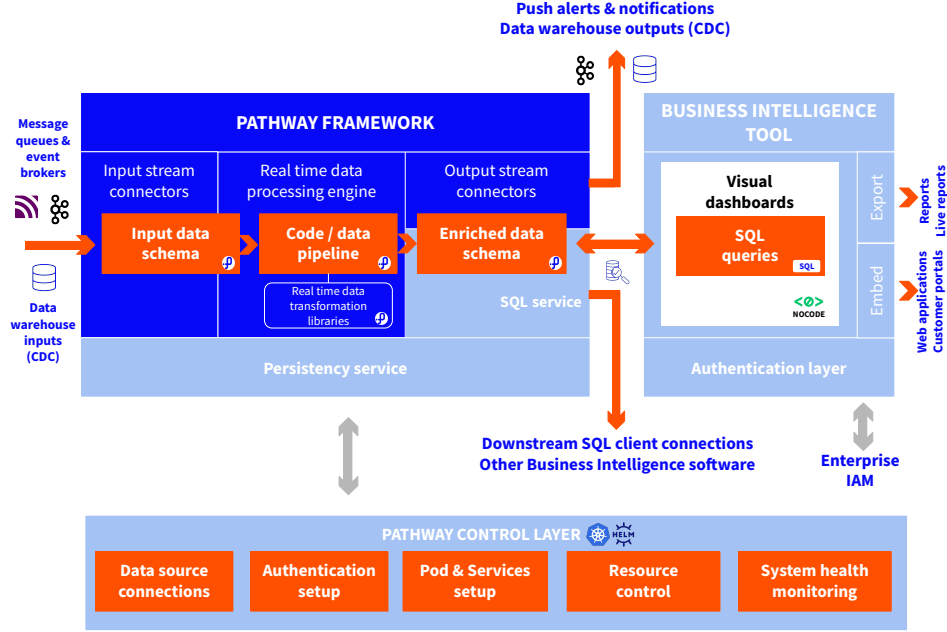 Push alerts & notifications
Data warehouse outputs (CDC)
Message
queues &
event
brokers
Data
warehouse
inputs
(CDC)
PATHWAY FRAMEWORK
Input stream
connectors
Real time data
processing engine
Output stream
connectors
Input data
schema
Code / data
pipeline
Enriched data
schema
Real time data
transformation
libraries
SQL service
Persistency service
BUSINESS INTELLIGENCE
TOOL
Visual
dashboards
SQL
queries
SQL
NOCODE
Export
Embed
Authentication layer
Reports
Live reports
Web applications
Customer portals
Downstream SQL client connections
Other Business Intelligence software
Enterprise
IAM
PATHWAY CONTROL LAYER
HELM
Data source
connections
Authentication
setup
Pod & Services
setup
Resource
control
System health
monitoring